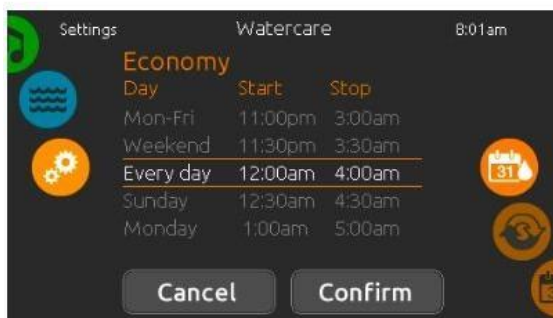 Settings Watercare 8:01am
Economy
Day Start Stop
Mon-Fri 11:00pm 3:00am
Weekend 11:30pm 3:30am
Every day 12:00am 4:00am
Sunday 12:30am 4:30am
Monday 1:00am 5:00am
31
Cancel Confirm